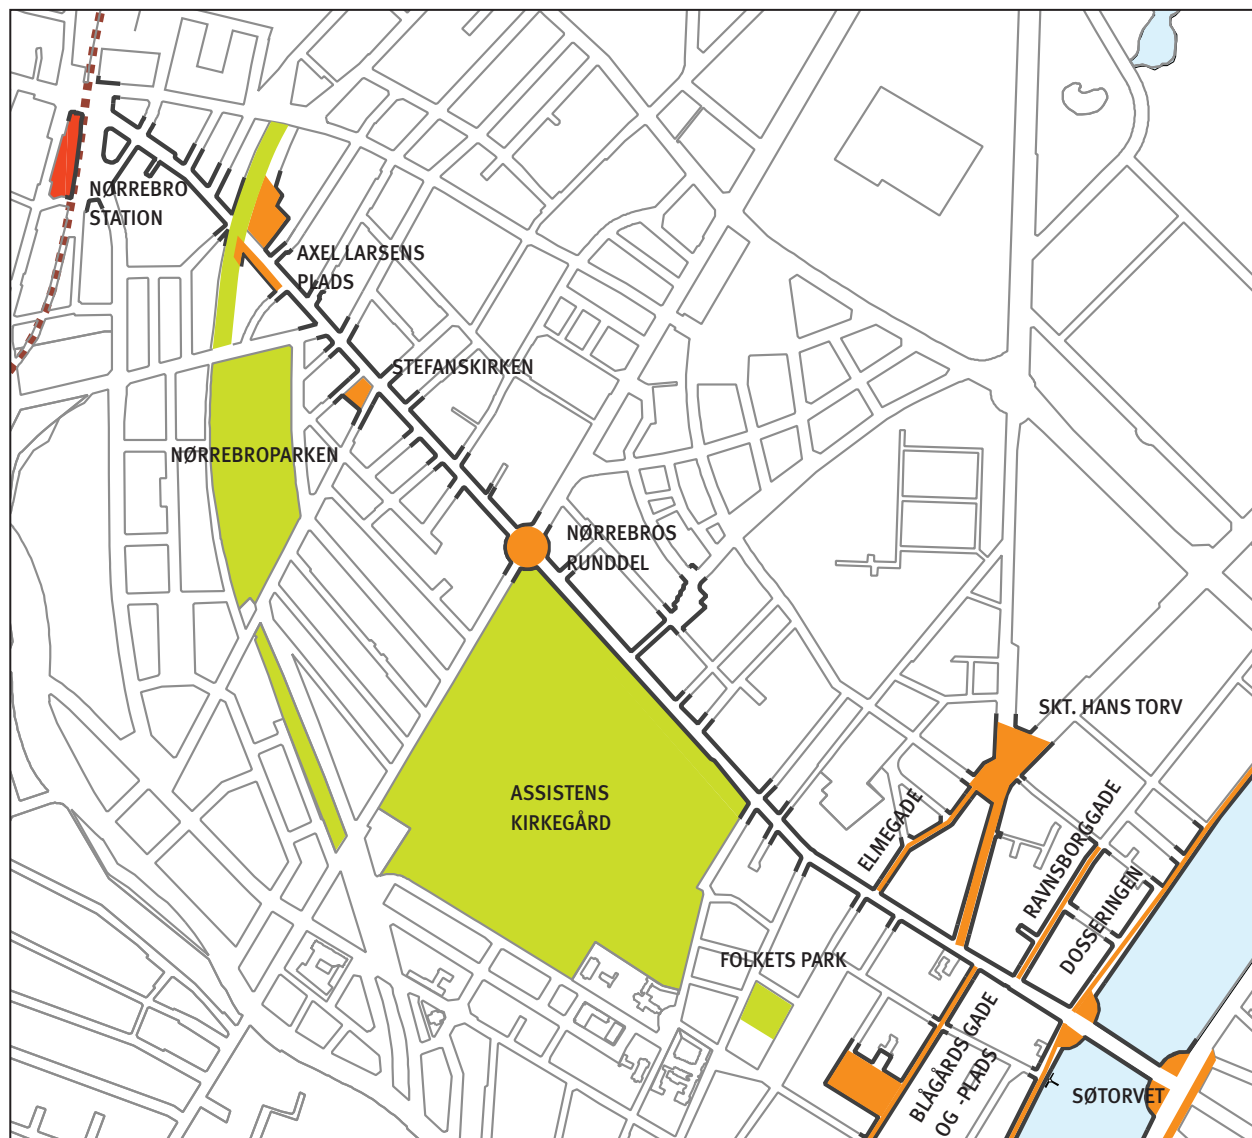 NØRREBRO
STATION
AXEL LARSENS
PLADS
STEFANSKIRKEN
NØRREBROPARKEN
NØRREBROS
RUNDDEL
SKT. HANS TORV
ASSISTENS
KIRKEGÅRD
ELMEGADE
RAVNSBORGGADE
DOSSERINGEN
FOLKETS PARK
BLÅGÅRDS GADE
OG -PLADS
SØTORVET